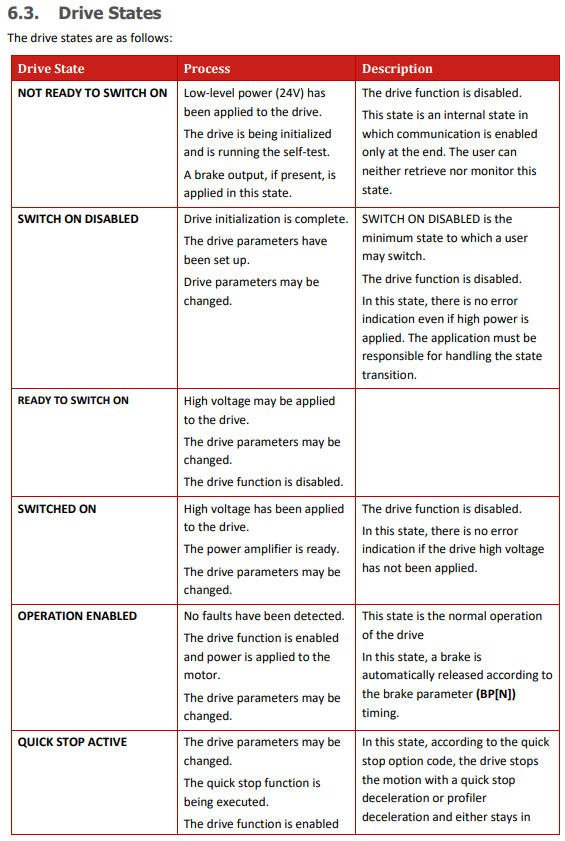 6.3. Drive States
The drive states are as follows:
Drive State Process Description
NOT READY TO SWITCH ON
Low-level power (24V) has
been applied to the drive.
The drive is being initialized
and is running the self-test.
A brake output, if present, is
applied in this state.
The drive function is disabled.
This state is an internal state in
which communication is enabled
only at the end. The user can
neither retrieve nor monitor this
state.
SWITCH ON DISABLED
Drive initialization is complete.
The drive parameters have
been set up.
Drive parameters may be
changed.
SWITCH ON DISABLED is the
minimum state to which a user
may switch.
The drive function is disabled.
In this state, there is no error
indication even if high power is
applied. The application must be
responsible for handling the state
transition.
READY TO SWITCH ON
High voltage may be applied
to the drive.
The drive parameters may be
changed.
The drive function is disabled.
SWITCHED ON
High voltage has been applied
to the drive.
The power amplifier is ready.
The drive parameters may be
changed.
The drive function is disabled.
In this state, there is no error
indication if the drive high voltage
has not been applied.
OPERATION ENABLED
No faults have been detected.
The drive function is enabled
and power is applied to the
motor.
The drive parameters may be
changed.
This state is the normal operation
of the drive
In this state, a brake is
automatically released according to
the brake parameter (BP[N])
timing.
QUICK STOP ACTIVE
The drive parameters may be
changed.
The quick stop function is
being executed.
The drive function is enabled
In this state, according to the quick
stop option code, the drive stops
the motion with a quick stop
deceleration or profiler
deceleration and either stays in